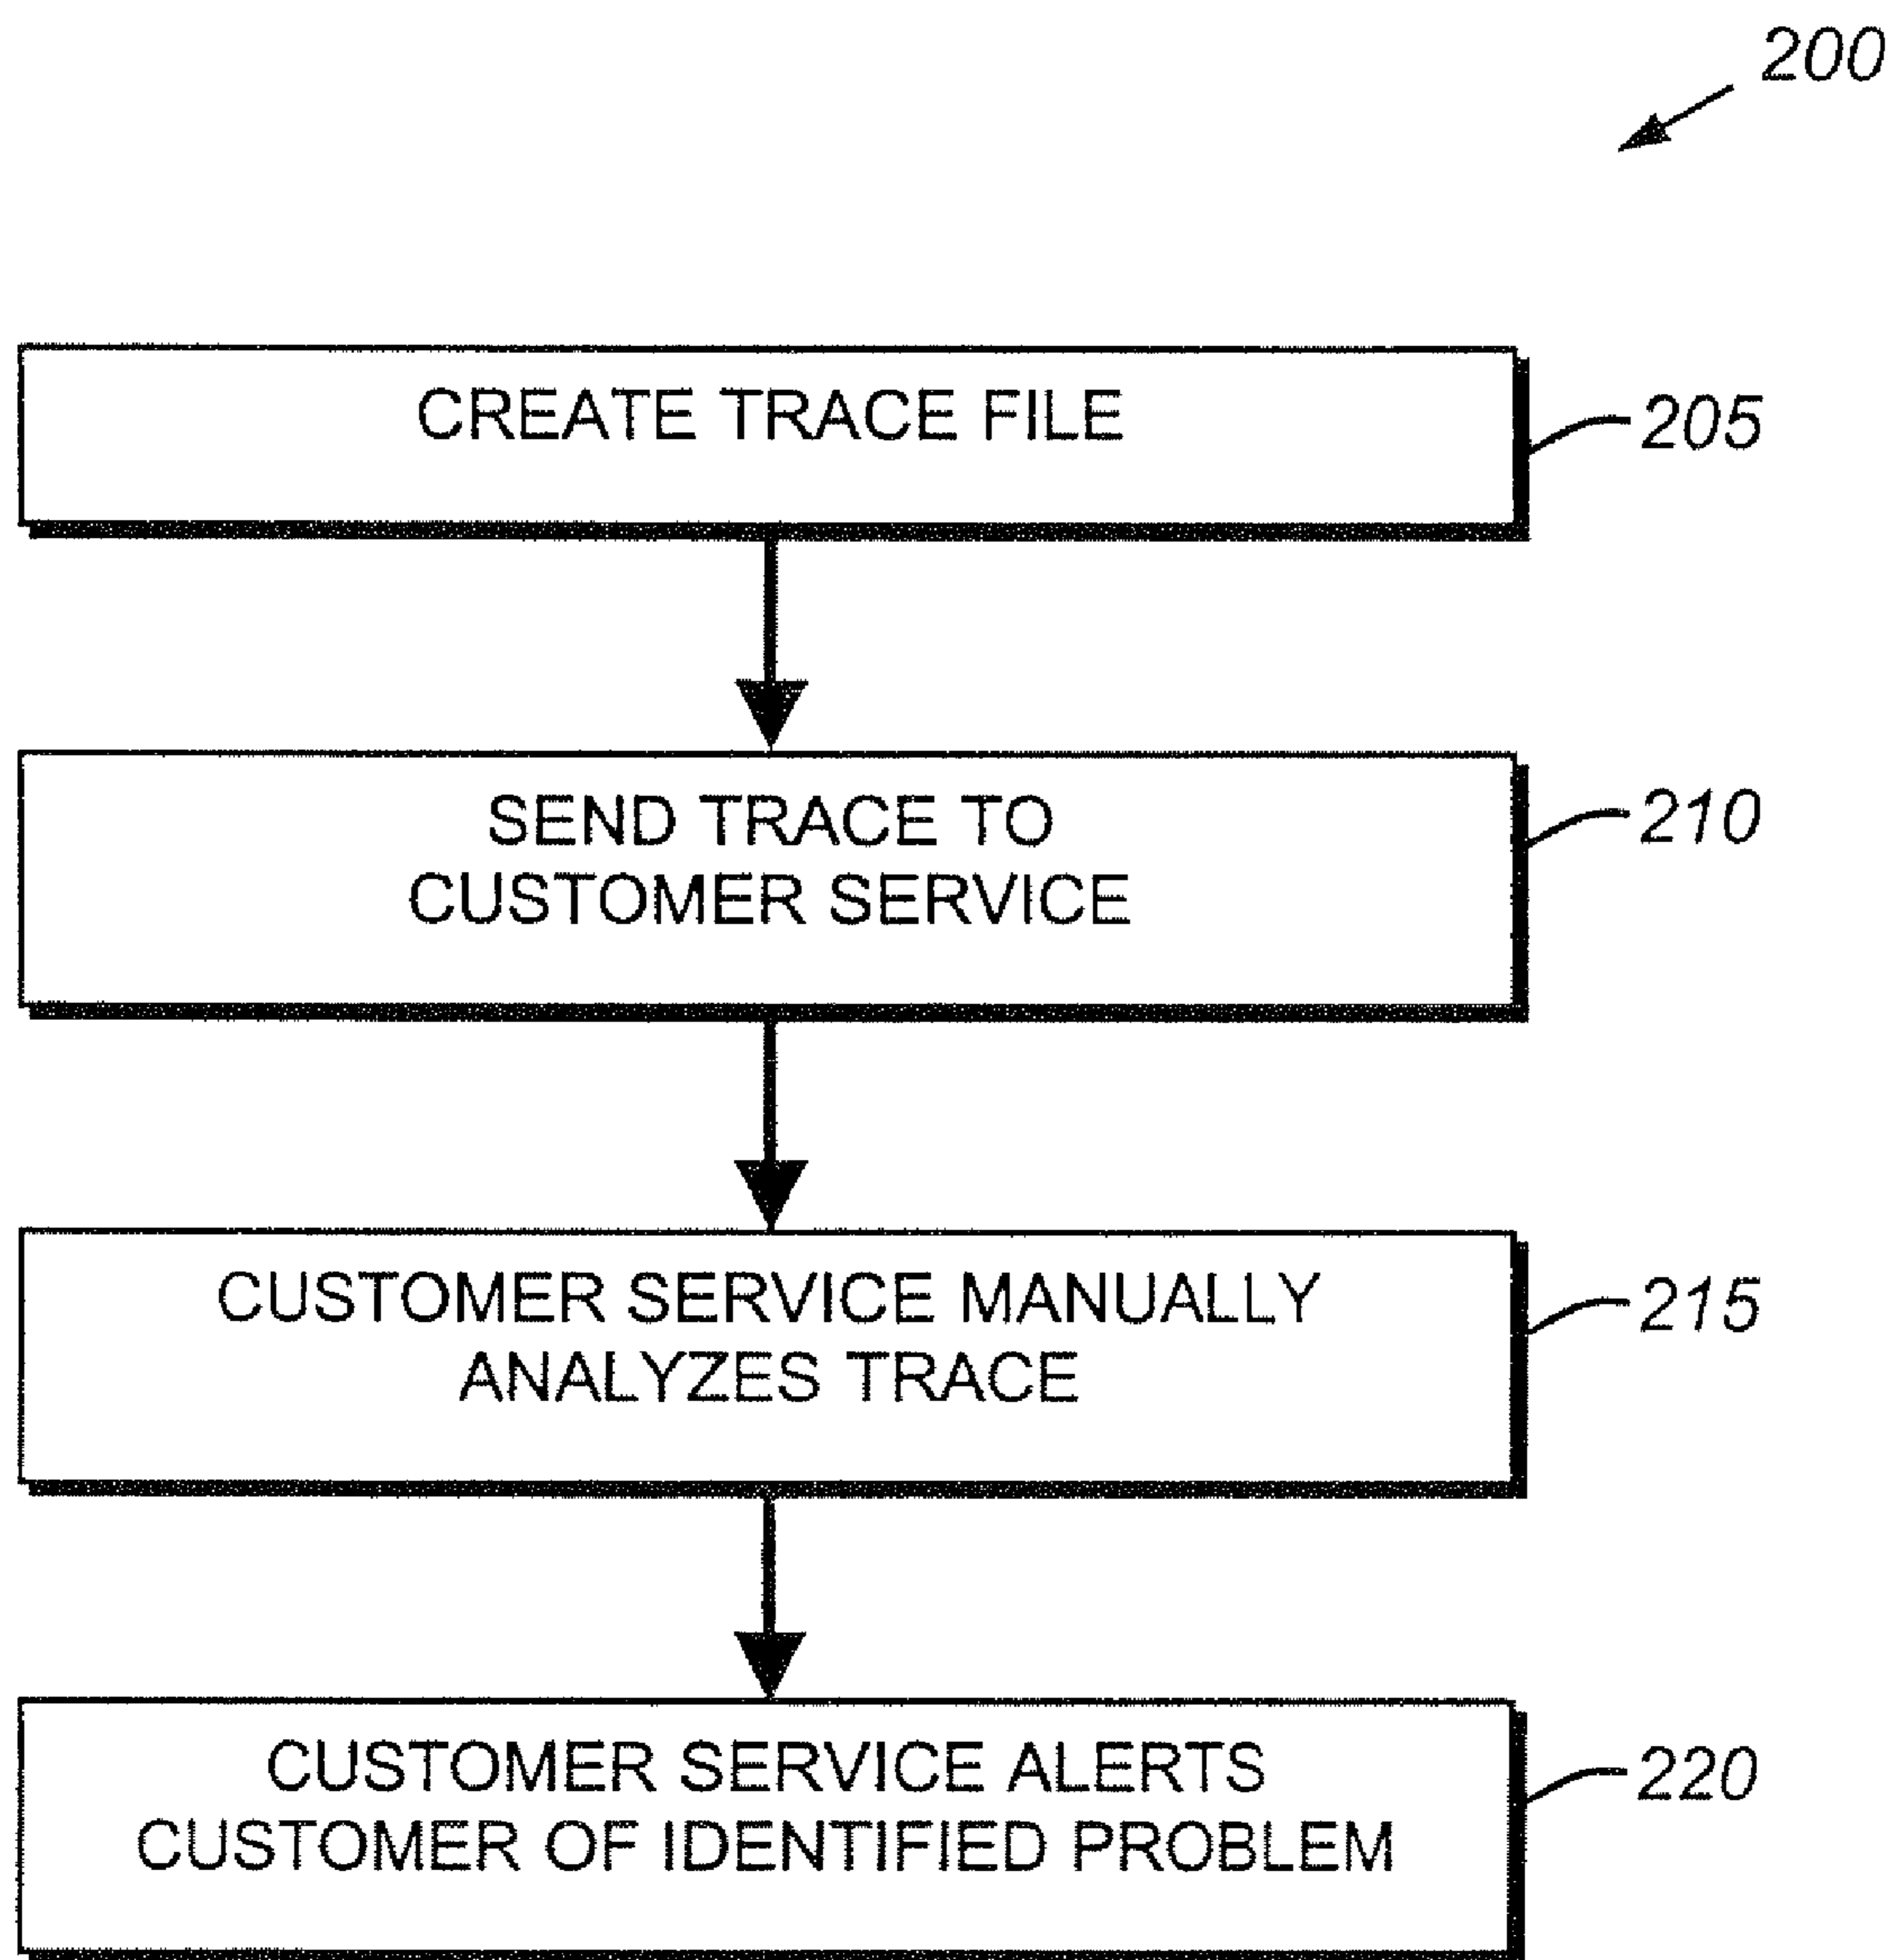 200
CREATE TRACE FILE
205
SEND TRACE TO
CUSTOMER SERVICE
210
CUSTOMER SERVICE MANUALLY
ANALYZES TRACE
215
CUSTOMER SERVICE ALERTS
CUSTOMER OF IDENTIFIED PROBLEM
220